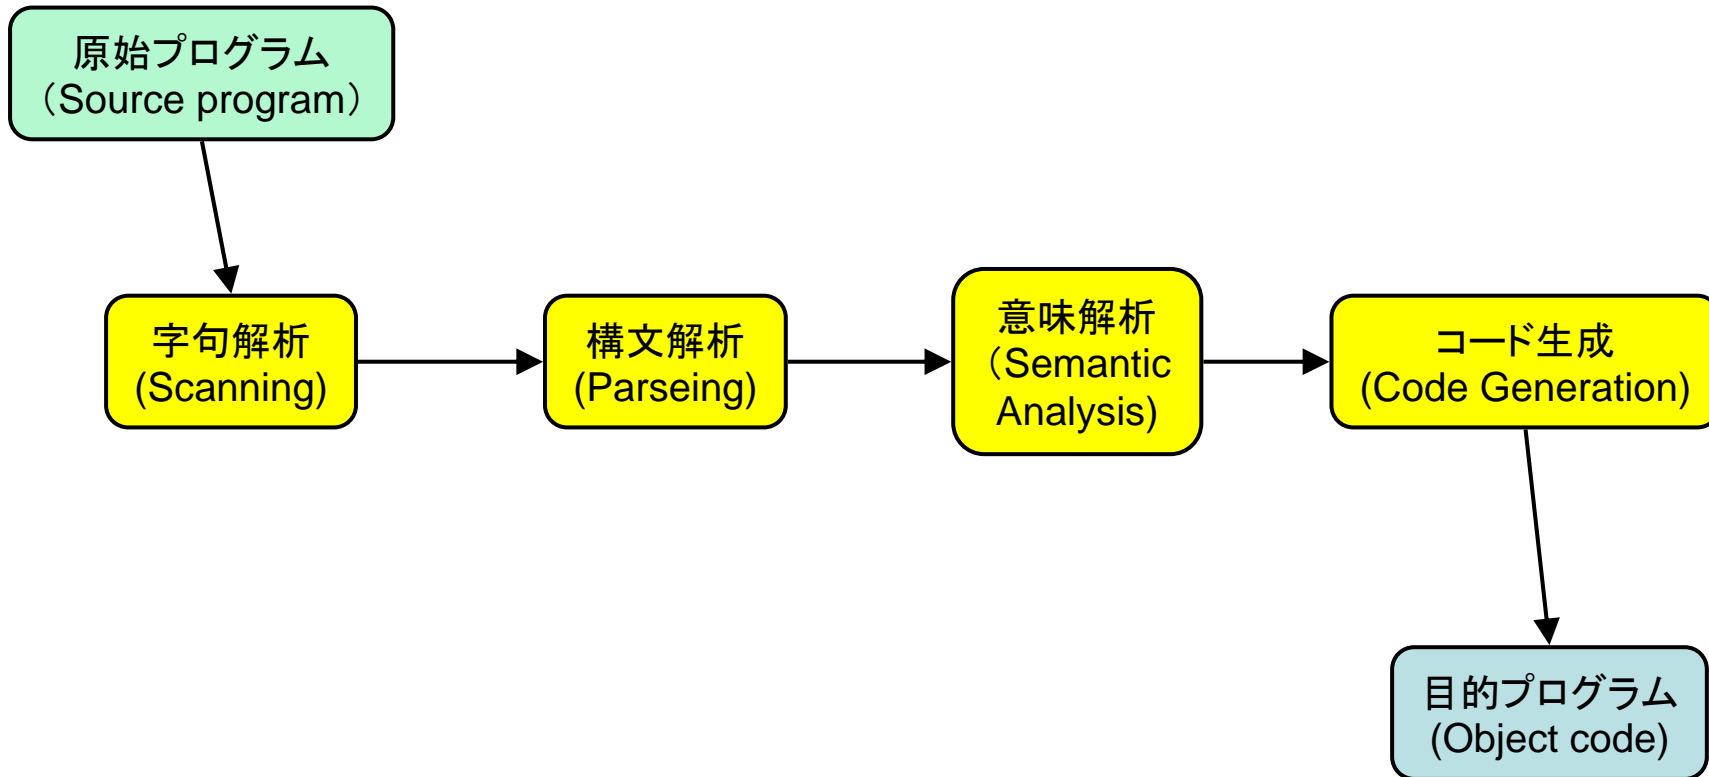 原始プログラム
（Source program）
字句解析
(Scanning)
構文解析
(Parseing)
意味解析
（Semantic
Analysis)
コード生成
(Code Generation)
目的プログラム
(Object code)